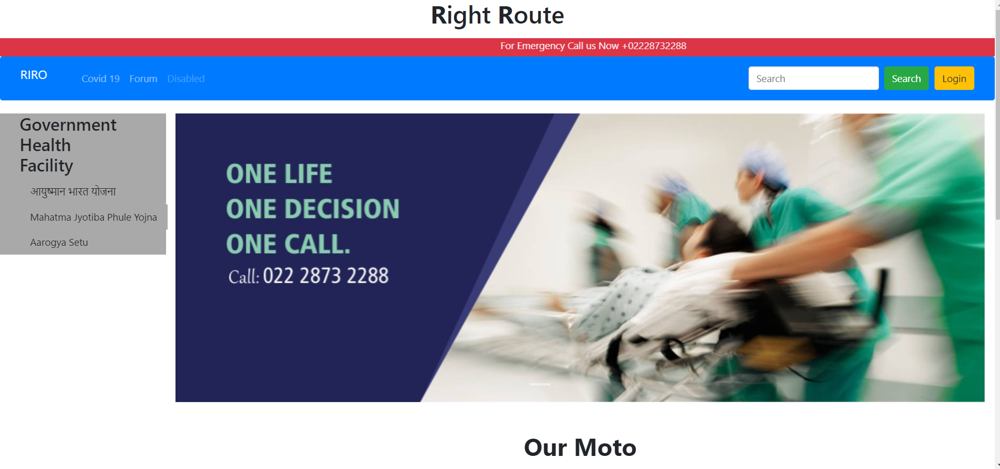 Right Route
For Emergency Call us Now +02228732288
RIRO
Covid 19
Forum
Disabled
Search
Search
Login
Government
Health
Facility
आयुष्मान भारत योजना
Mahatma Jyotiba Phule Yojna
Aarogya Setu
ONE LIFE
ONE DECISION
ONE CALL.
Call: 022 2873 2288
Our Moto